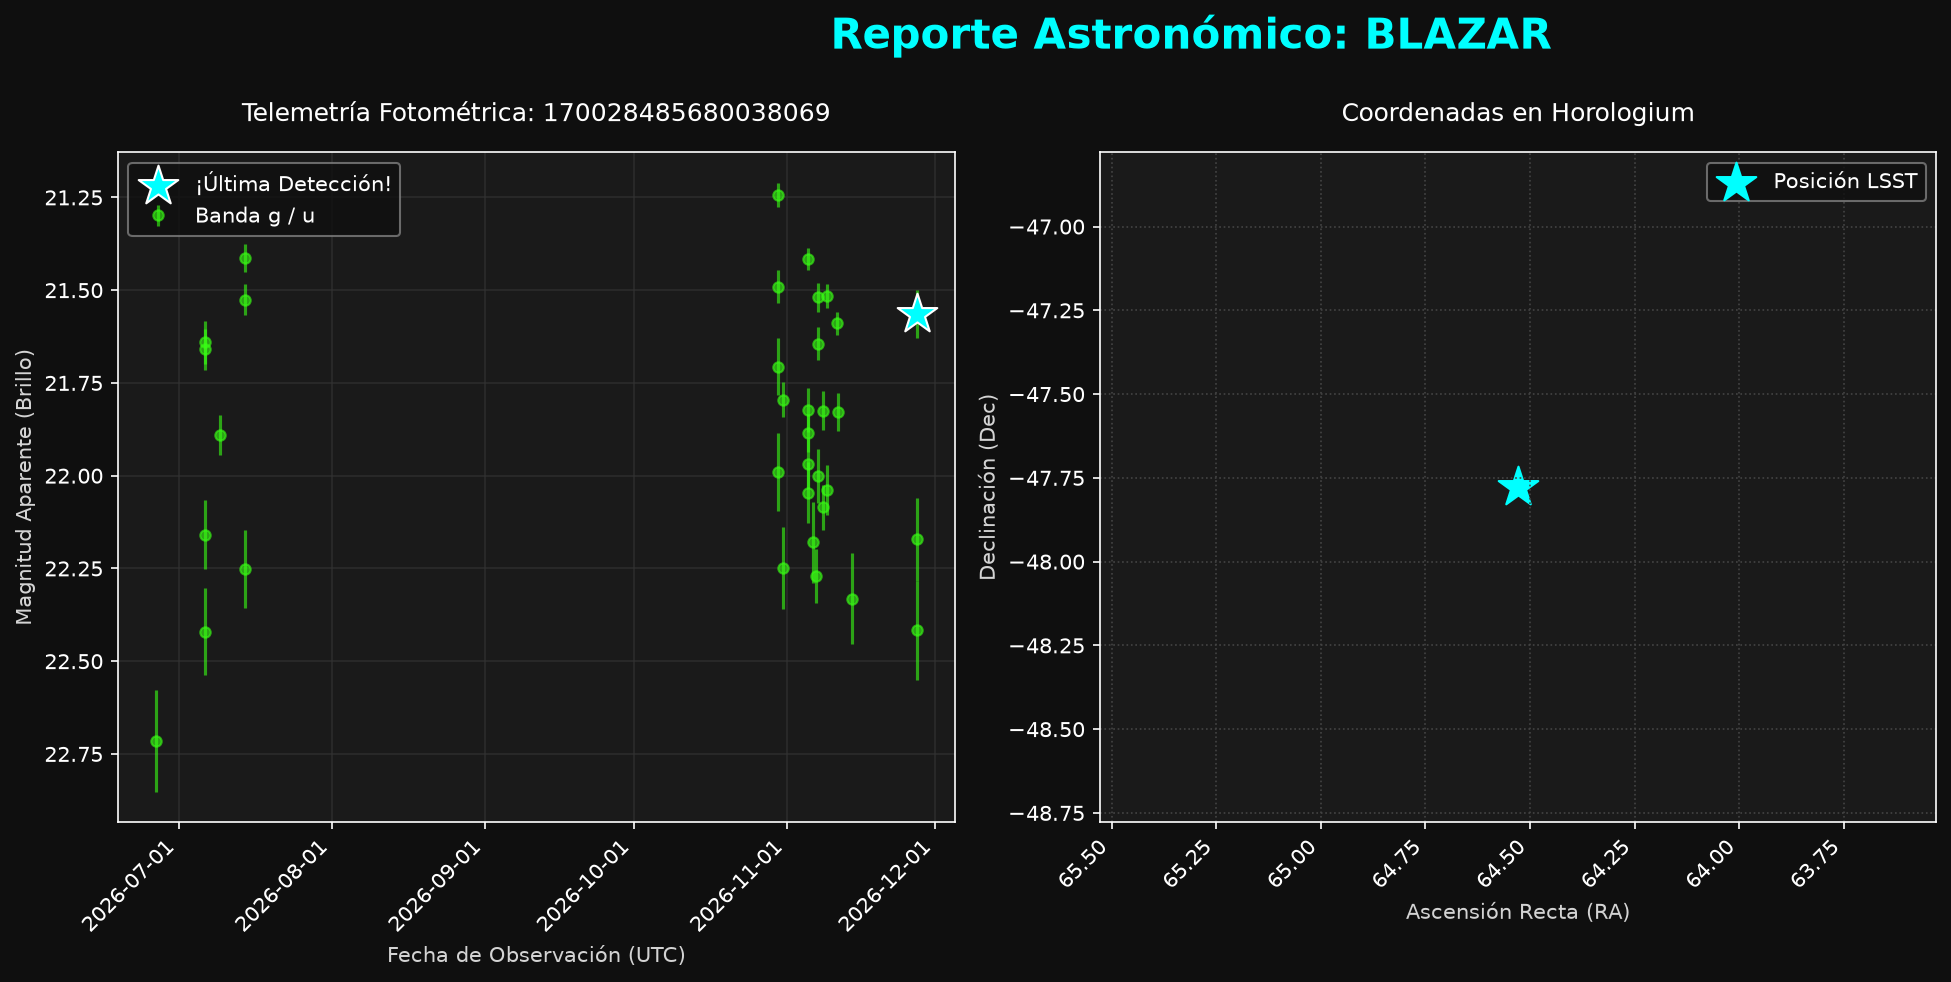 Reporte Astronómico: BLAZAR
Telemetría Fotométrica: 170028485680038069
¡Última Detección!
Banda g / u
Magnitud Aparente (Brillo)
21.25
21.50
21.75
22.00
22.25
22.50
22.75
2026-07-01
2026-08-01
2026-09-01
2026-10-01
2026-11-01
2026-12-01
Fecha de Observación (UTC)
Coordenadas en Horologium
Posición LSST
Declinación (Dec)
−47.00
−47.25
−47.50
−47.75
−48.00
−48.25
−48.50
−48.75
65.50
65.25
65.00
64.75
64.50
64.25
64.00
63.75
Ascensión Recta (RA)